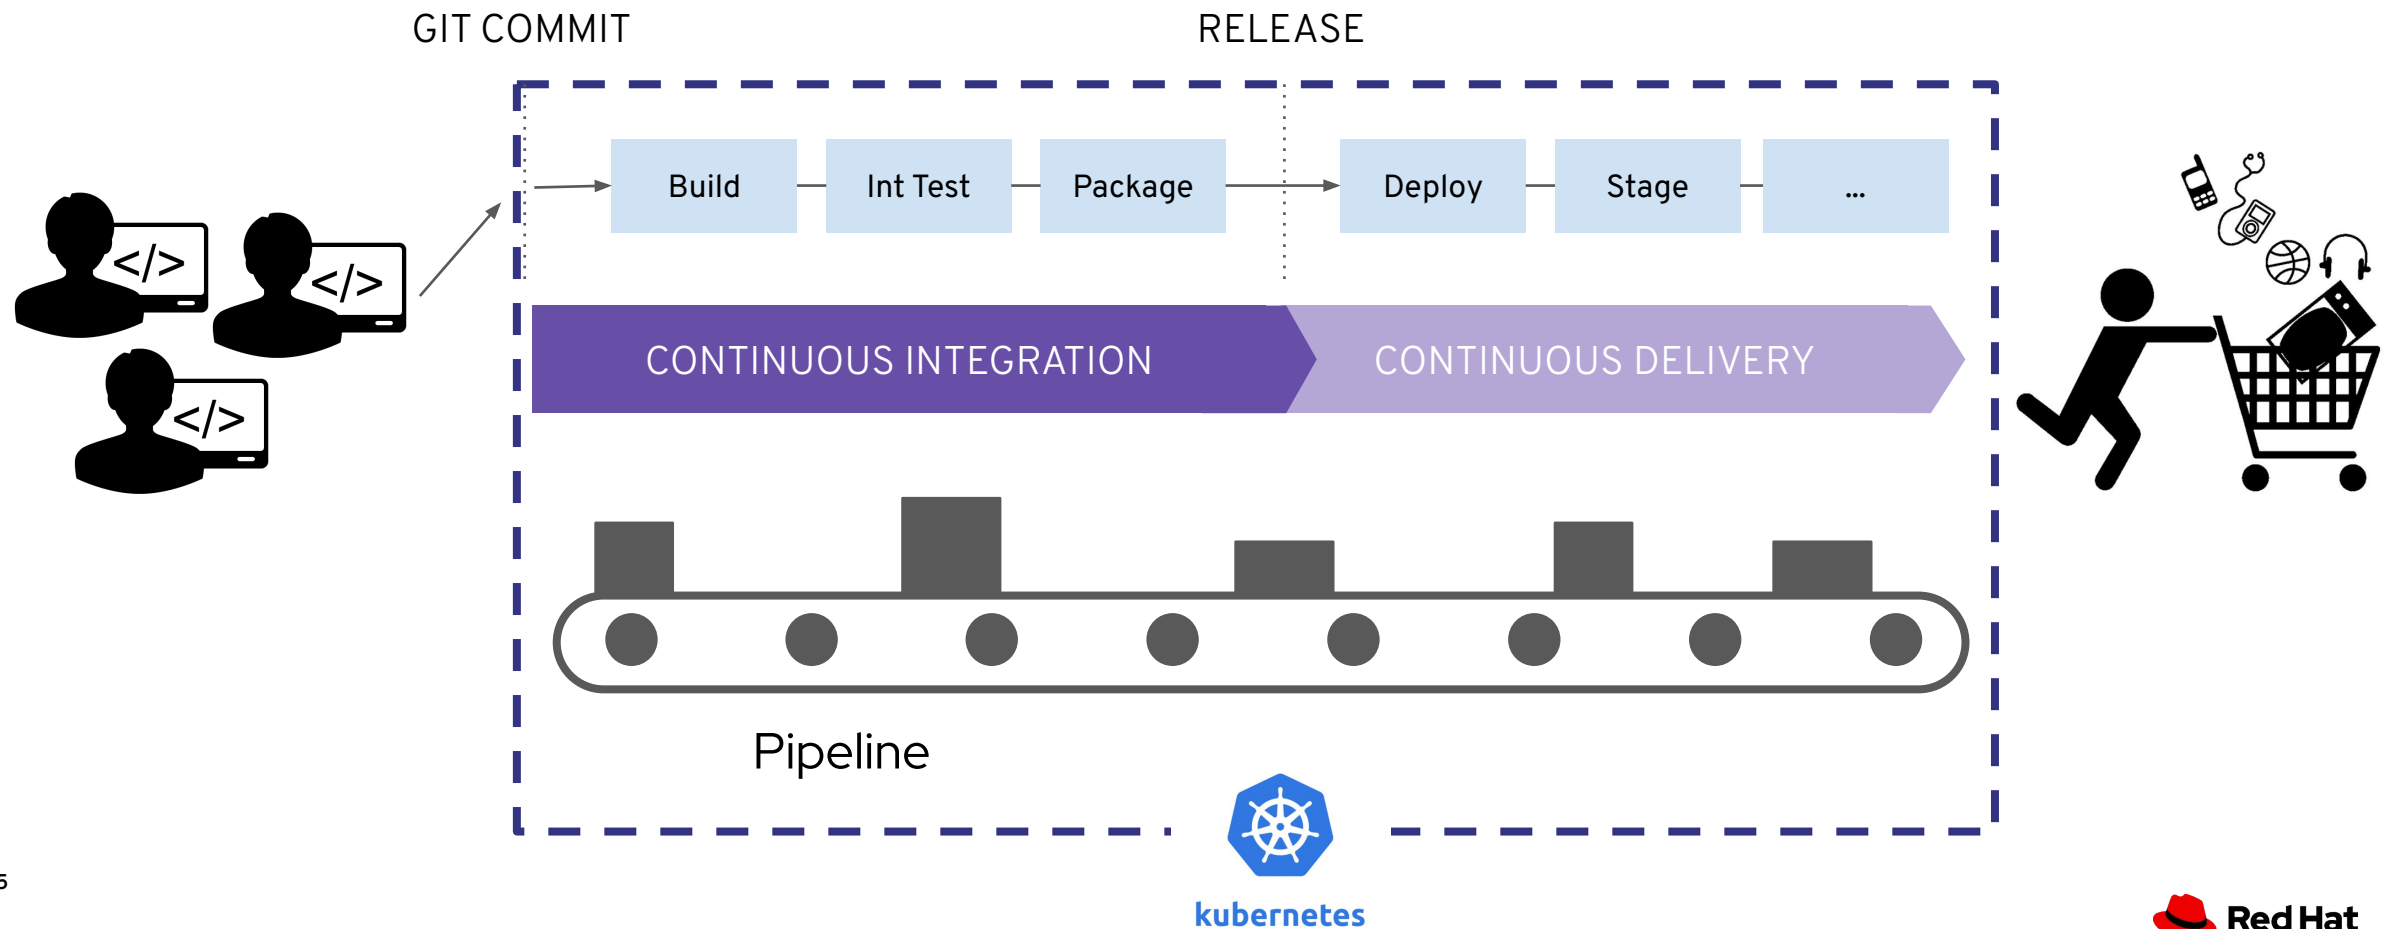 GIT COMMIT
RELEASE
Build
Int Test
Package
Deploy
Stage
...
</>
</>
</>
CONTINUOUS INTEGRATION
CONTINUOUS DELIVERY
Pipeline
kubernetes
Red Hat